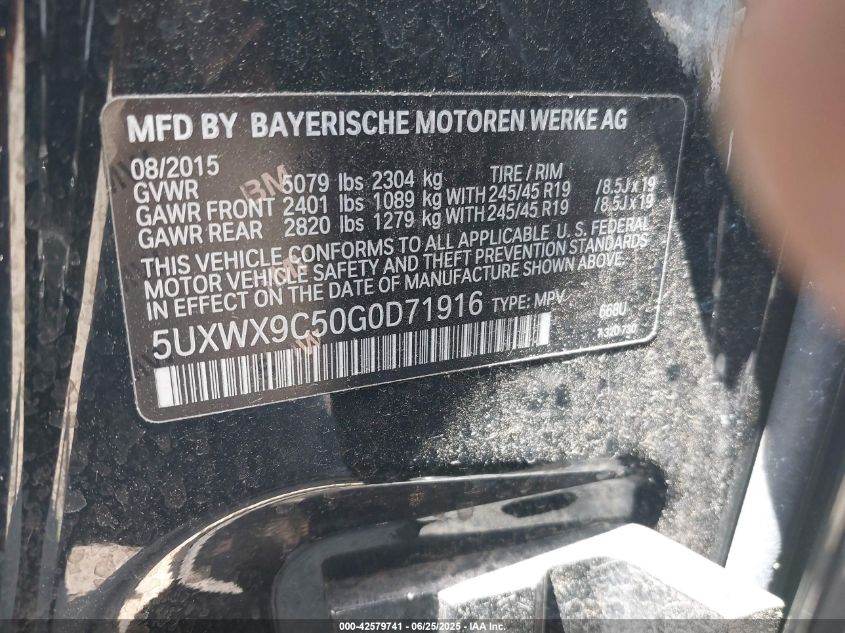 MFD BY BAYERISCHE MOTOREN WERKE AG
08/2015 TIRE / RIM
GVWR 5079 lbs 2304 kg
GAWR FRONT 2401 lbs 1089 kg WITH 245/45 R19 /8.5Jx19
GAWR REAR 2820 lbs 1279 kg WITH 245/45 R19 /8.5Jx19
THIS VEHICLE CONFORMS TO ALL APPLICABLE U. S. FEDERAL
MOTOR VEHICLE SAFETY AND THEFT PREVENTION STANDARDS
IN EFFECT ON THE DATE OF MANUFACTURE SHOWN ABOVE.
5UXWX9C50G0D71916 TYPE: MPV 668U
000-42579741 - 06/25/2025 - IAA Inc.